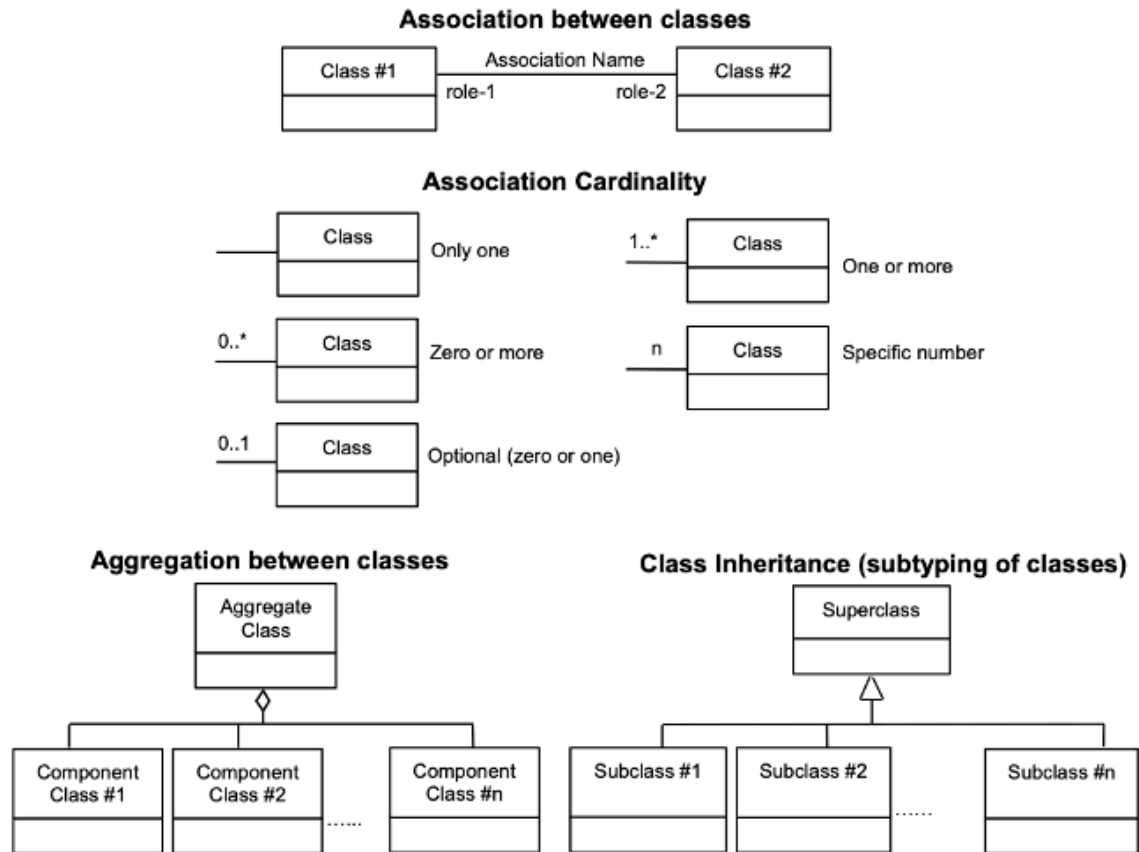 Association between classes
Class #1
Association Name
Class #2
role-1
role-2
Association Cardinality
Class
Only one
1..*
Class
One or more
0..*
Class
Zero or more
n
Class
Specific number
0..1
Class
Optional (zero or one)
Aggregation between classes
Class Inheritance (subtyping of classes)
Aggregate
Class
Superclass
Component
Class #1
Component
Class #2
......
Component
Class #n
Subclass #1
Subclass #2
......
Subclass #n